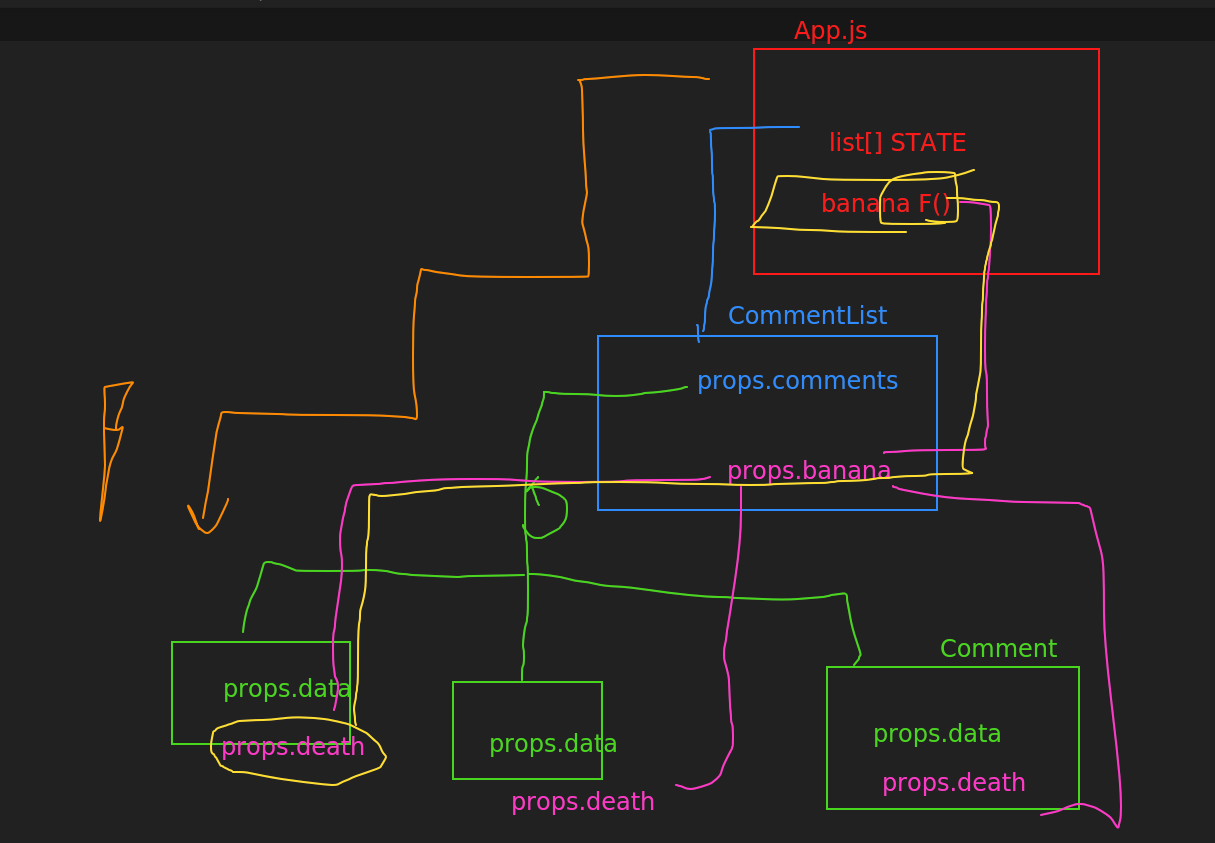 App.js
list[] STATE
banana F()
CommentList
props.comments
props.banana
Comment
props.data
props.death
props.data
props.death
props.data
props.death